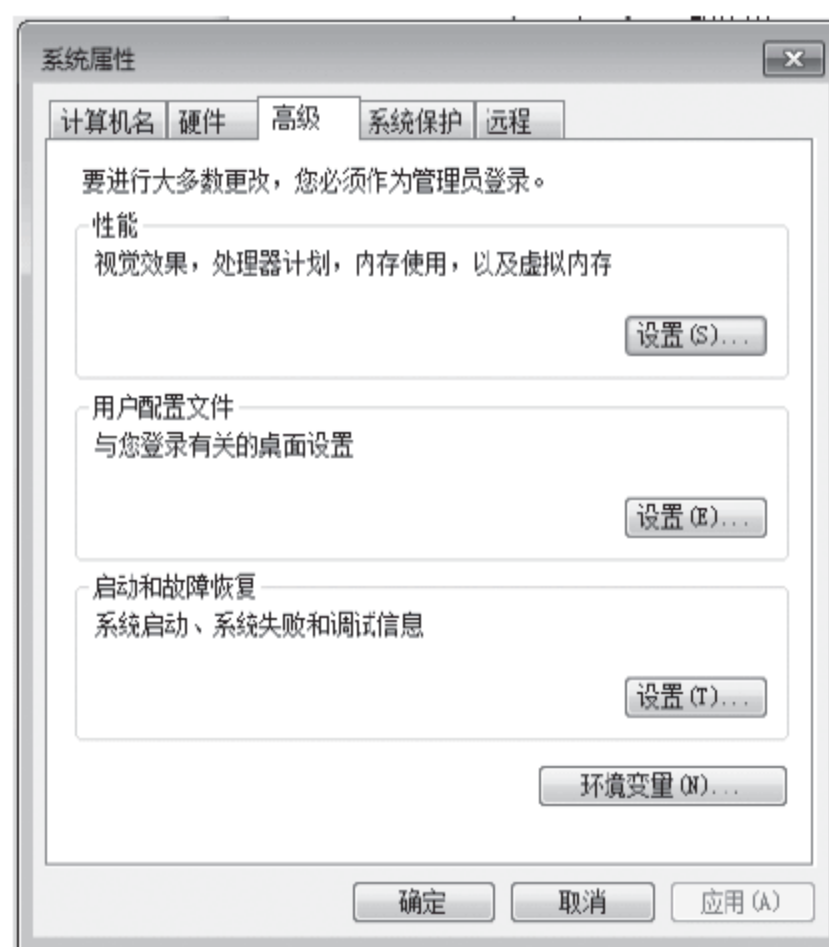 系统属性
计算机名 硬件 高级 系统保护 远程
要进行大多数更改，您必须作为管理员登录。
性能
视觉效果，处理器计划，内存使用，以及虚拟内存
设置(S)...
用户配置文件
与您登录有关的桌面设置
设置(E)...
启动和故障恢复
系统启动、系统失败和调试信息
设置(T)...
环境变量(N)...
确定 取消 应用(A)